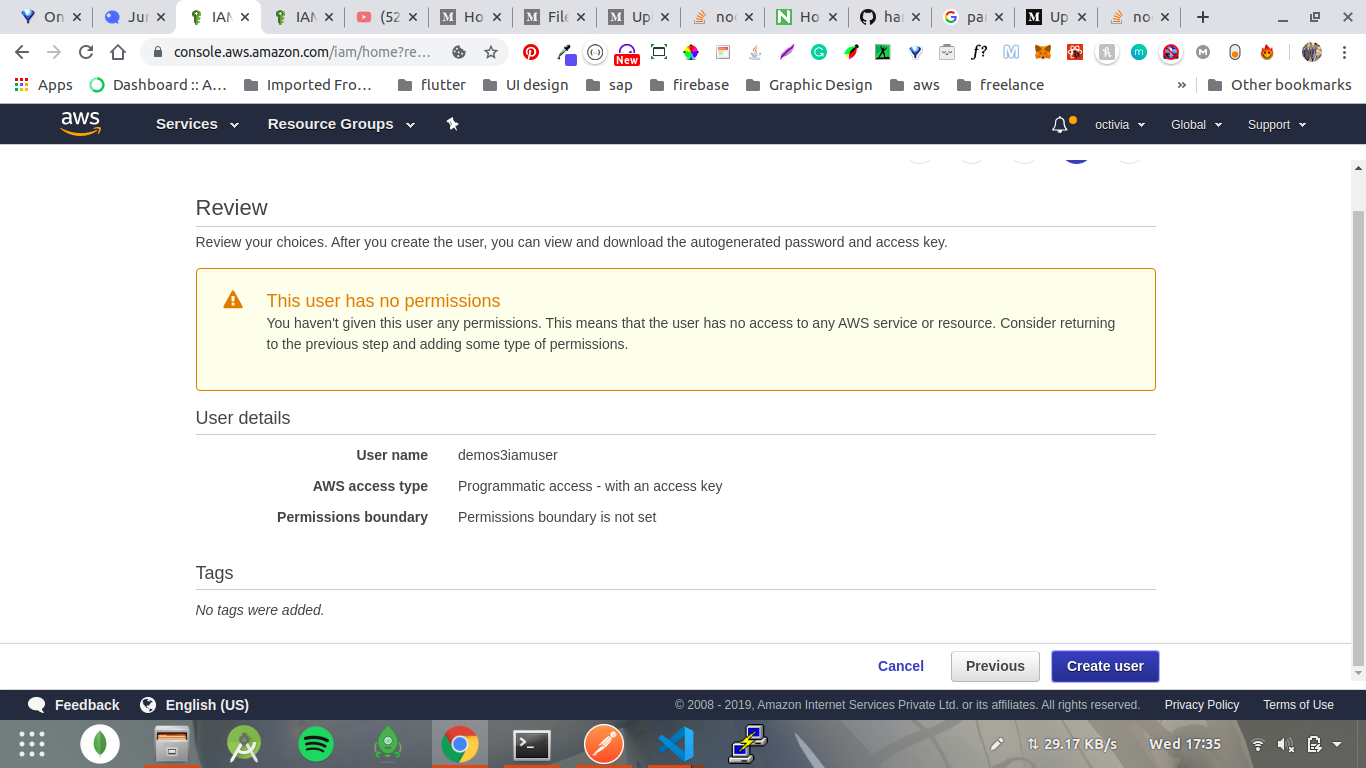 On
Jun
IAM
IAM
(52
Ho
File
Up
noo
Ho
har
par
Up
noo
console.aws.amazon.com/iam/home?re…
New
Apps
Dashboard :: A…
Imported Fro…
flutter
UI design
sap
firebase
Graphic Design
aws
freelance
»
Other bookmarks
aws
Services
Resource Groups
octivia
Global
Support
Review
Review your choices. After you create the user, you can view and download the autogenerated password and access key.
This user has no permissions
You haven't given this user any permissions. This means that the user has no access to any AWS service or resource. Consider returning
to the previous step and adding some type of permissions.
User details
User name demos3iamuser
AWS access type Programmatic access - with an access key
Permissions boundary Permissions boundary is not set
Tags
No tags were added.
Cancel
Previous
Create user
Feedback
English (US)
© 2008 - 2019, Amazon Internet Services Private Ltd. or its affiliates. All rights reserved.
Privacy Policy
Terms of Use
29.17 KB/s
Wed 17:35